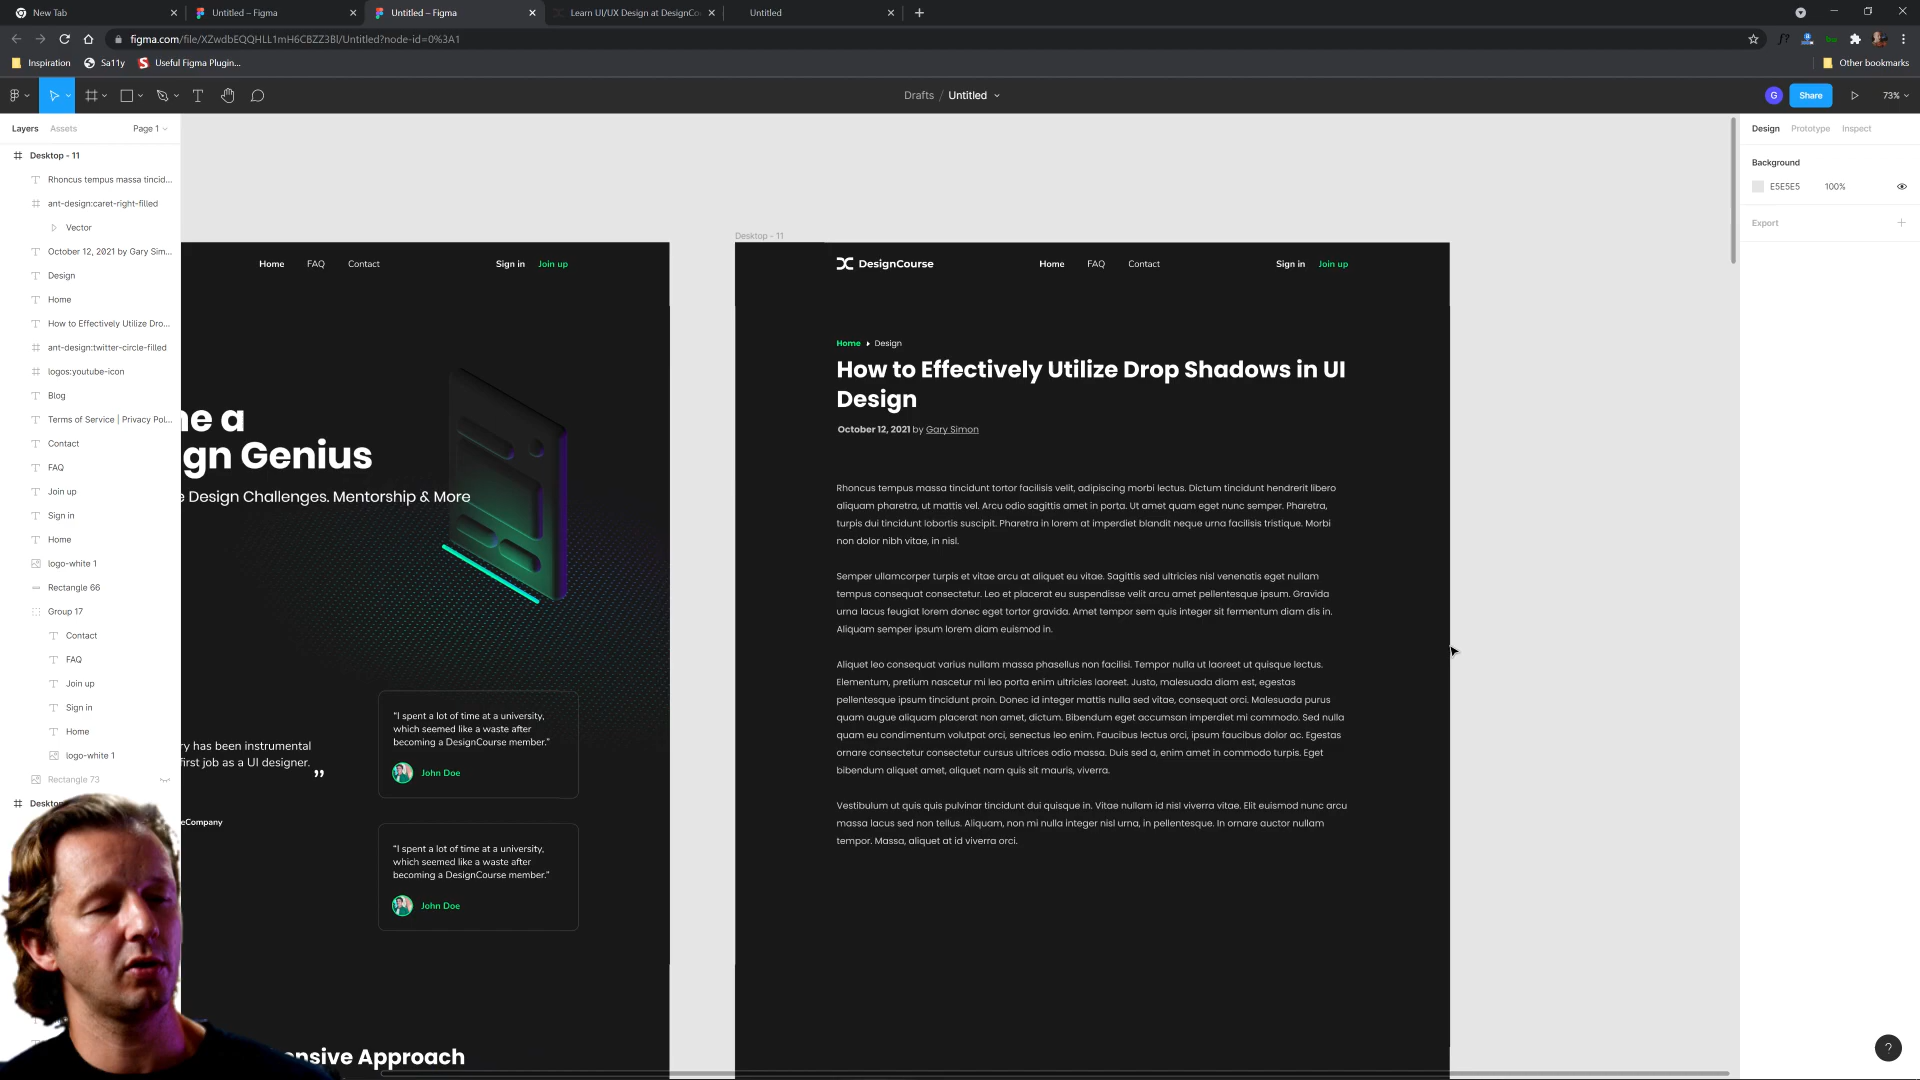 New Tab
Untitled – Figma
Untitled – Figma
Learn UI/UX Design at DesignCo
Untitled
figma.com/file/XZwdbEQQHLL1mH6CBZZ3Bl/Untitled?node-id=0%3A1
Inspiration
Sa11y
Useful Figma Plugin...
Other bookmarks
Drafts / Untitled
G
Share
73%
Layers
Assets
Page 1
Design
Prototype
Inspect
Background
E5E5E5
100%
Export
Desktop - 11
Rhoncus tempus massa tincid...
ant-design:caret-right-filled
Vector
October 12, 2021 by Gary Sim...
Design
Home
How to Effectively Utilize Dro...
ant-design:twitter-circle-filled
logos:youtube-icon
Blog
Terms of Service | Privacy Pol...
Contact
FAQ
Join up
Sign in
Home
logo-white 1
Rectangle 66
Group 17
Contact
FAQ
Join up
Sign in
Home
logo-white 1
Rectangle 73
Home
FAQ
Contact
Sign in
Join up
ne a
gn Genius
e Design Challenges. Mentorship & More
ry has been instrumental
first job as a UI designer.
”
eCompany
"I spent a lot of time at a university,
which seemed like a waste after
becoming a DesignCourse member."
John Doe
"I spent a lot of time at a university,
which seemed like a waste after
becoming a DesignCourse member."
John Doe
ensive Approach
Desktop - 11
DesignCourse
Home
FAQ
Contact
Sign in
Join up
Home
Design
How to Effectively Utilize Drop Shadows in UI
Design
October 12, 2021 by Gary Simon
Rhoncus tempus massa tincidunt tortor facilisis velit, adipiscing morbi lectus. Dictum tincidunt hendrerit libero
aliquam pharetra, ut mattis vel. Arcu odio sagittis amet in porta. Ut amet quam eget nunc semper. Pharetra,
turpis dui tincidunt lobortis suscipit. Pharetra in lorem at imperdiet blandit neque urna facilisis tristique. Morbi
non dolor nibh vitae, in nisl.
Semper ullamcorper turpis et vitae arcu at aliquet eu vitae. Sagittis sed ultricies nisl venenatis eget nullam
tempus consequat consectetur. Leo et placerat eu suspendisse velit arcu amet pellentesque ipsum. Gravida
urna lacus feugiat lorem donec eget tortor gravida. Amet tempor sem quis integer sit fermentum diam dis in.
Aliquam semper ipsum lorem diam euismod in.
Aliquet leo consequat varius nullam massa phasellus non facilisi. Tempor nulla ut laoreet ut quisque lectus.
Elementum, pretium nascetur mi leo porta enim ultricies laoreet. Justo, malesuada diam est, egestas
pellentesque ipsum tincidunt proin. Donec id integer mattis nulla sed vitae, consequat orci. Malesuada purus
quam augue aliquam placerat non amet, dictum. Bibendum eget accumsan imperdiet mi commodo. Sed nulla
quam eu condimentum volutpat orci, senectus leo enim. Faucibus lectus orci, ipsum faucibus dolor ac. Egestas
ornare consectetur consectetur cursus ultrices odio massa. Duis sed a, enim amet in commodo turpis. Eget
bibendum aliquet amet, aliquet nam quis sit mauris, viverra.
Vestibulum ut quis quis pulvinar tincidunt dui quisque in. Vitae nullam id nisl viverra vitae. Elit euismod nunc arcu
massa lacus sed non tellus. Aliquam, non mi nulla integer nisl urna, in pellentesque. In ornare auctor nullam
tempor. Massa, aliquet at id viverra orci.
?